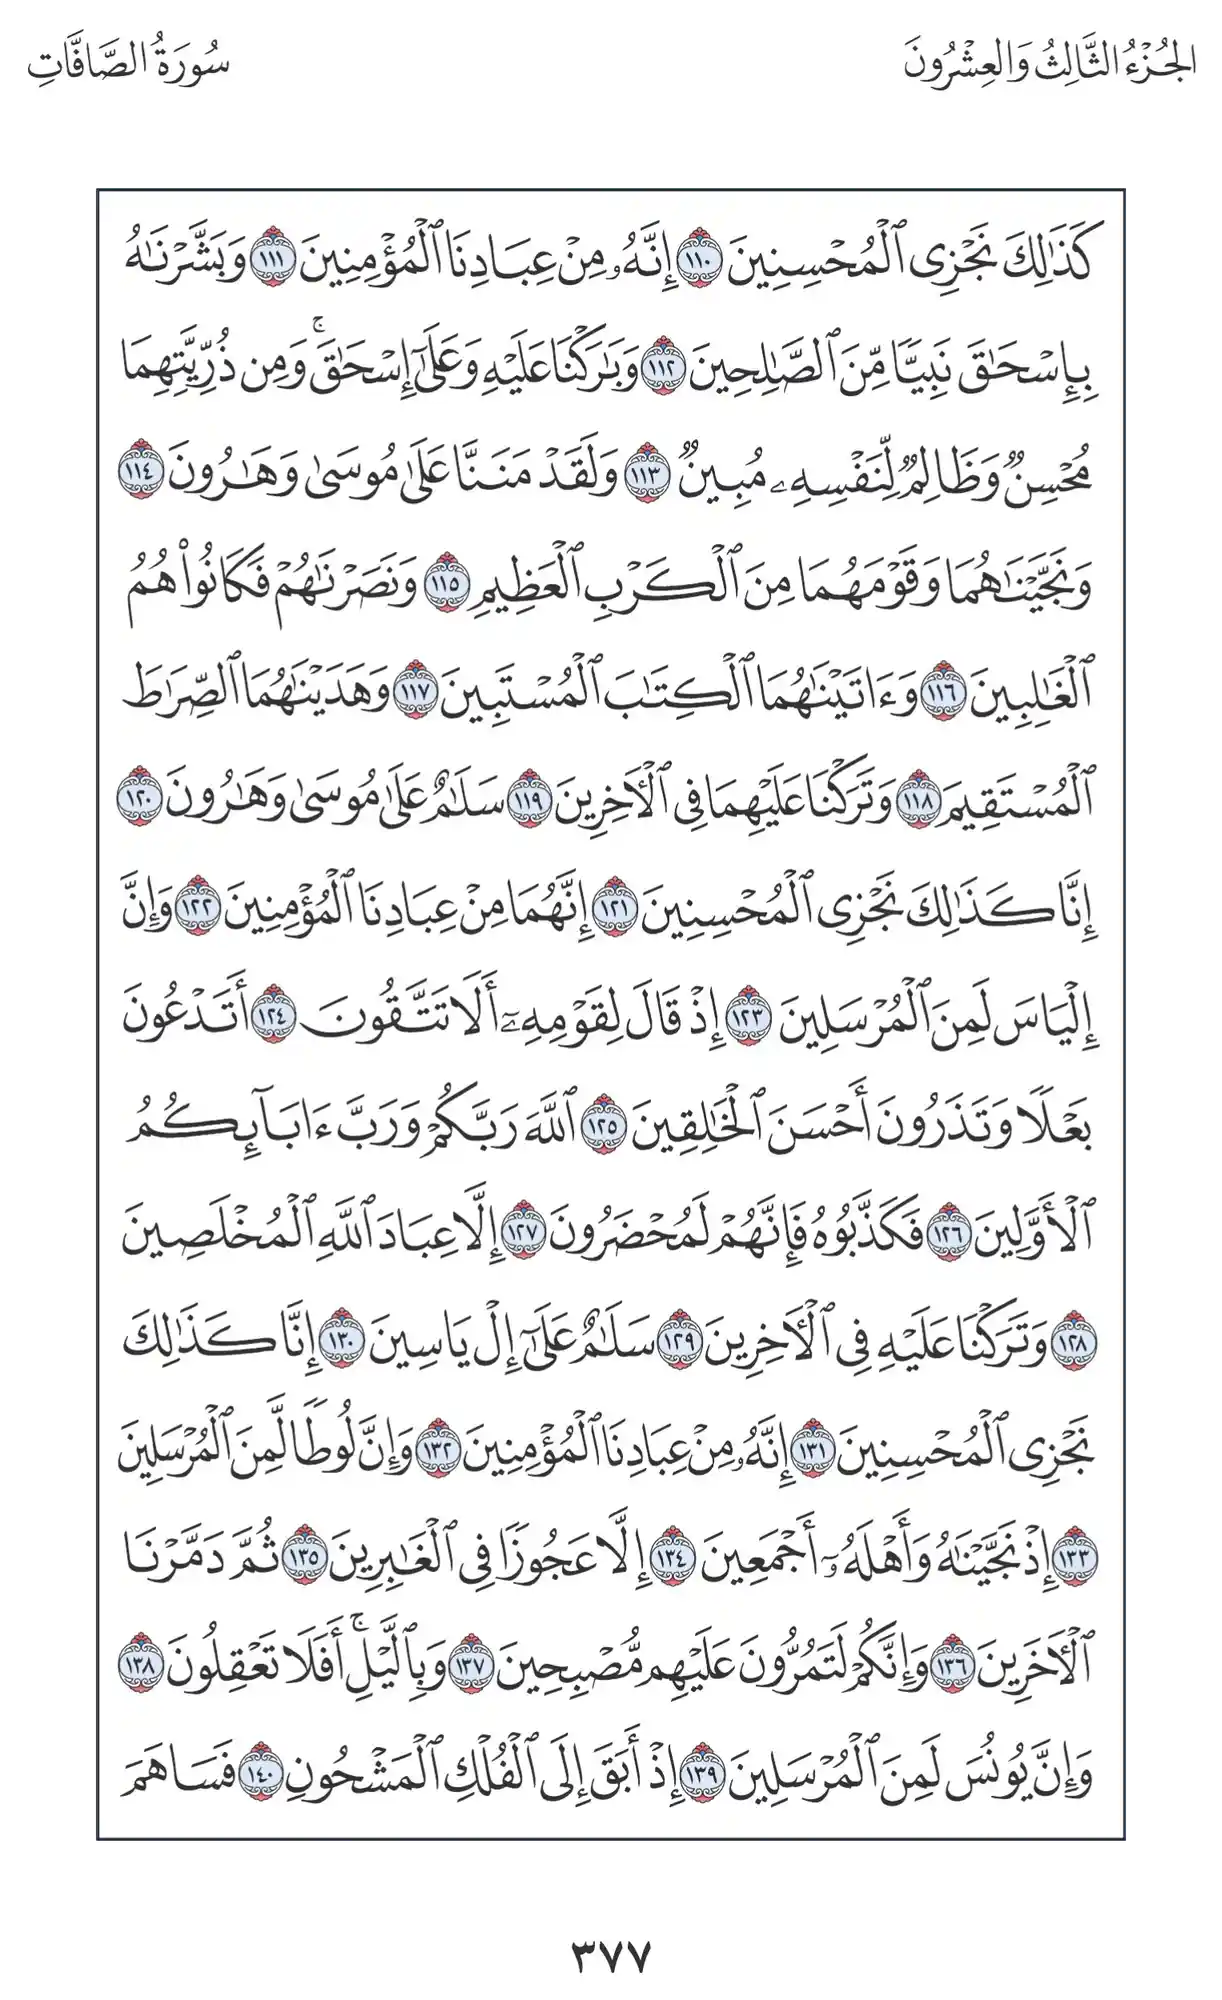 الجُزْءُ الثَّالِثُ وَالعِشْرُونَ
سُورَةُ الصَّافَّاتِ
كَذَٰلِكَ نَجْزِى ٱلْمُحْسِنِينَ ١١٠ إِنَّهُۥ مِنْ عِبَادِنَا ٱلْمُؤْمِنِينَ ١١١ وَبَشَّرْنَٰهُ
بِإِسْحَٰقَ نَبِيًّا مِّنَ ٱلصَّٰلِحِينَ ١١٢ وَبَٰرَكْنَا عَلَيْهِ وَعَلَىٰٓ إِسْحَٰقَ ۚ وَمِن ذُرِّيَّتِهِمَا
مُحْسِنٌ وَظَالِمٌ لِّنَفْسِهِۦ مُبِينٌ ١١٣ وَلَقَدْ مَنَنَّا عَلَىٰ مُوسَىٰ وَهَٰرُونَ ١١٤
وَنَجَّيْنَٰهُمَا وَقَوْمَهُمَا مِنَ ٱلْكَرْبِ ٱلْعَظِيمِ ١١٥ وَنَصَرْنَٰهُمْ فَكَانُوا۟ هُمُ
ٱلْغَٰلِبِينَ ١١٦ وَءَاتَيْنَٰهُمَا ٱلْكِتَٰبَ ٱلْمُسْتَبِينَ ١١٧ وَهَدَيْنَٰهُمَا ٱلصِّرَٰطَ
ٱلْمُسْتَقِيمَ ١١٨ وَتَرَكْنَا عَلَيْهِمَا فِى ٱلْأَخِرِينَ ١١٩ سَلَٰمٌ عَلَىٰ مُوسَىٰ وَهَٰرُونَ ١٢٠
إِنَّا كَذَٰلِكَ نَجْزِى ٱلْمُحْسِنِينَ ١٢١ إِنَّهُمَا مِنْ عِبَادِنَا ٱلْمُؤْمِنِينَ ١٢٢ وَإِنَّ
إِلْيَاسَ لَمِنَ ٱلْمُرْسَلِينَ ١٢٣ إِذْ قَالَ لِقَوْمِهِۦٓ أَلَا تَتَّقُونَ ١٢٤ أَتَدْعُونَ
بَعْلًا وَتَذَرُونَ أَحْسَنَ ٱلْخَٰلِقِينَ ١٢٥ ٱللَّهَ رَبَّكُمْ وَرَبَّ ءَابَآئِكُمُ
ٱلْأَوَّلِينَ ١٢٦ فَكَذَّبُوهُ فَإِنَّهُمْ لَمُحْضَرُونَ ١٢٧ إِلَّا عِبَادَ ٱللَّهِ ٱلْمُخْلَصِينَ
١٢٨ وَتَرَكْنَا عَلَيْهِ فِى ٱلْأَخِرِينَ ١٢٩ سَلَٰمٌ عَلَىٰٓ إِلْ يَاسِينَ ١٣٠ إِنَّا كَذَٰلِكَ
نَجْزِى ٱلْمُحْسِنِينَ ١٣١ إِنَّهُۥ مِنْ عِبَادِنَا ٱلْمُؤْمِنِينَ ١٣٢ وَإِنَّ لُوطًا لَّمِنَ ٱلْمُرْسَلِينَ
١٣٣ إِذْ نَجَّيْنَٰهُ وَأَهْلَهُۥٓ أَجْمَعِينَ ١٣٤ إِلَّا عَجُوزًا فِى ٱلْغَٰبِرِينَ ١٣٥ ثُمَّ دَمَّرْنَا
ٱلْأَخَرِينَ ١٣٦ وَإِنَّكُمْ لَتَمُرُّونَ عَلَيْهِم مُّصْبِحِينَ ١٣٧ وَبِٱلَّيْلِ ۚ أَفَلَا تَعْقِلُونَ ١٣٨
وَإِنَّ يُونُسَ لَمِنَ ٱلْمُرْسَلِينَ ١٣٩ إِذْ أَبَقَ إِلَى ٱلْفُلْكِ ٱلْمَشْحُونِ ١٤٠ فَسَاهَمَ
٣٧٧